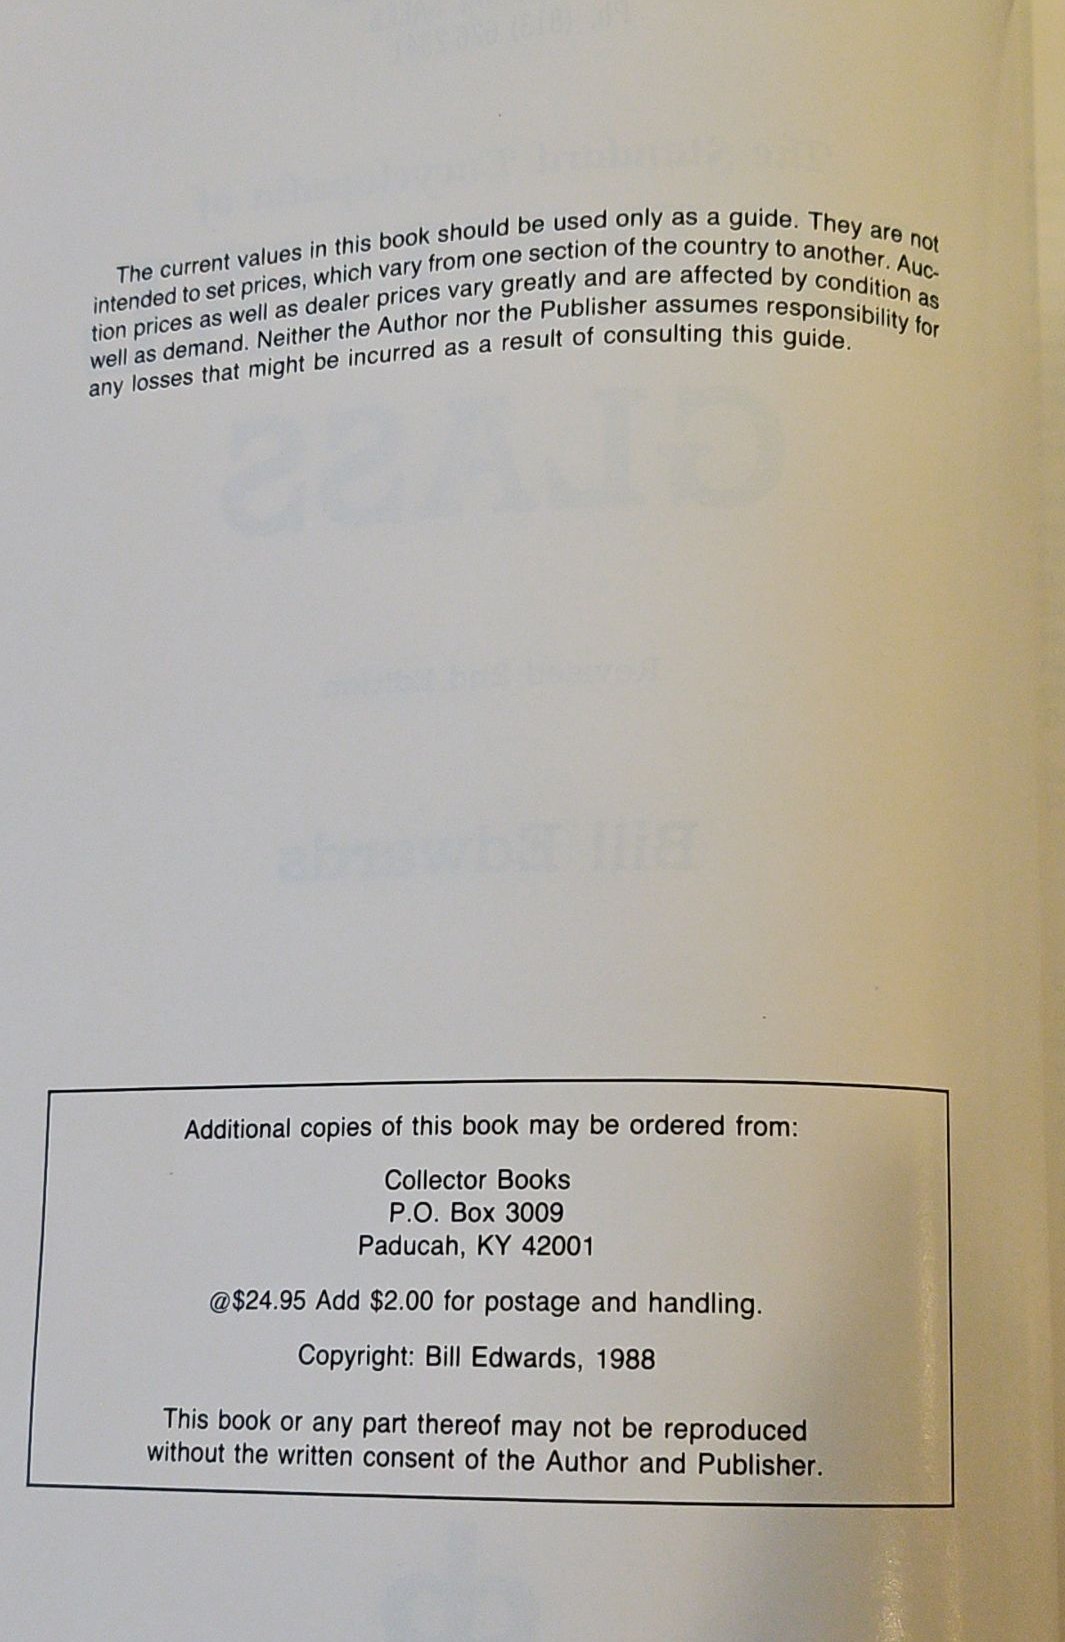 The current values in this book should be used only as a guide. They are not
intended to set prices, which vary from one section of the country to another. Auc-
tion prices as well as dealer prices vary greatly and are affected by condition as
well as demand. Neither the Author nor the Publisher assumes responsibility for
any losses that might be incurred as a result of consulting this guide.
GLASS
Revised 2nd Edition
Bill Edwards
Additional copies of this book may be ordered from:
Collector Books
P.O. Box 3009
Paducah, KY 42001
@$24.95 Add $2.00 for postage and handling.
Copyright: Bill Edwards, 1988
This book or any part thereof may not be reproduced
without the written consent of the Author and Publisher.